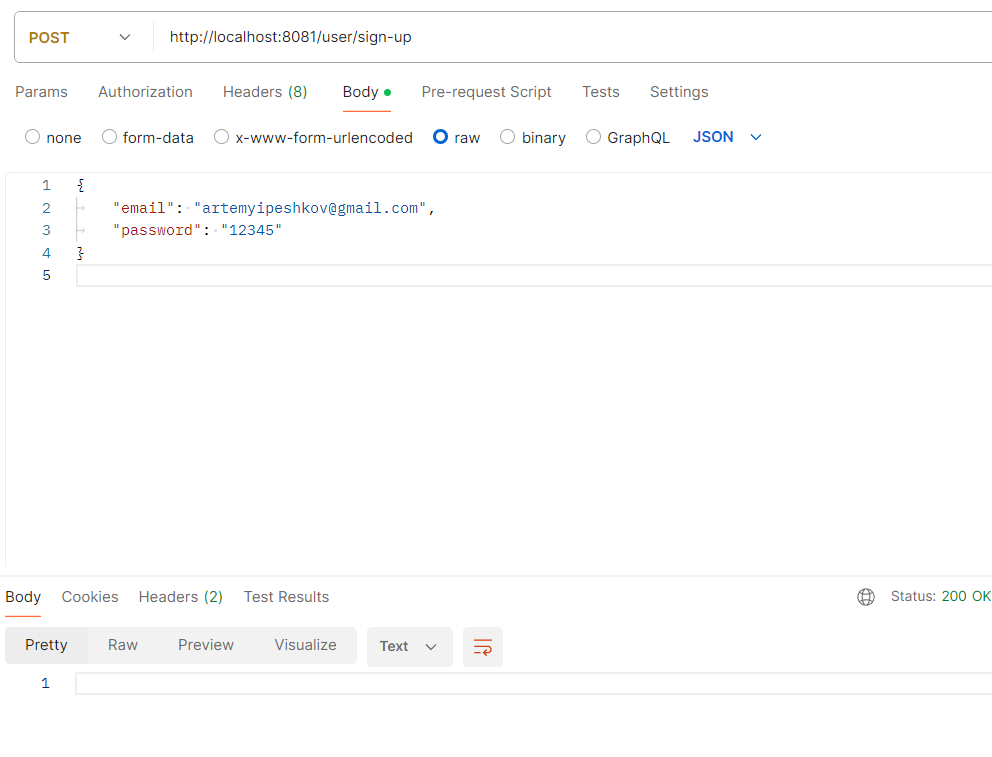 POST http://localhost:8081/user/sign-up
Params Authorization Headers (8) Body Pre-request Script Tests Settings
none form-data x-www-form-urlencoded raw binary GraphQL JSON
1 {
2 "email": "artemyipeshkov@gmail.com",
3 "password": "12345"
4 }
5
Body Cookies Headers (2) Test Results Status: 200 OK
Pretty Raw Preview Visualize Text
1